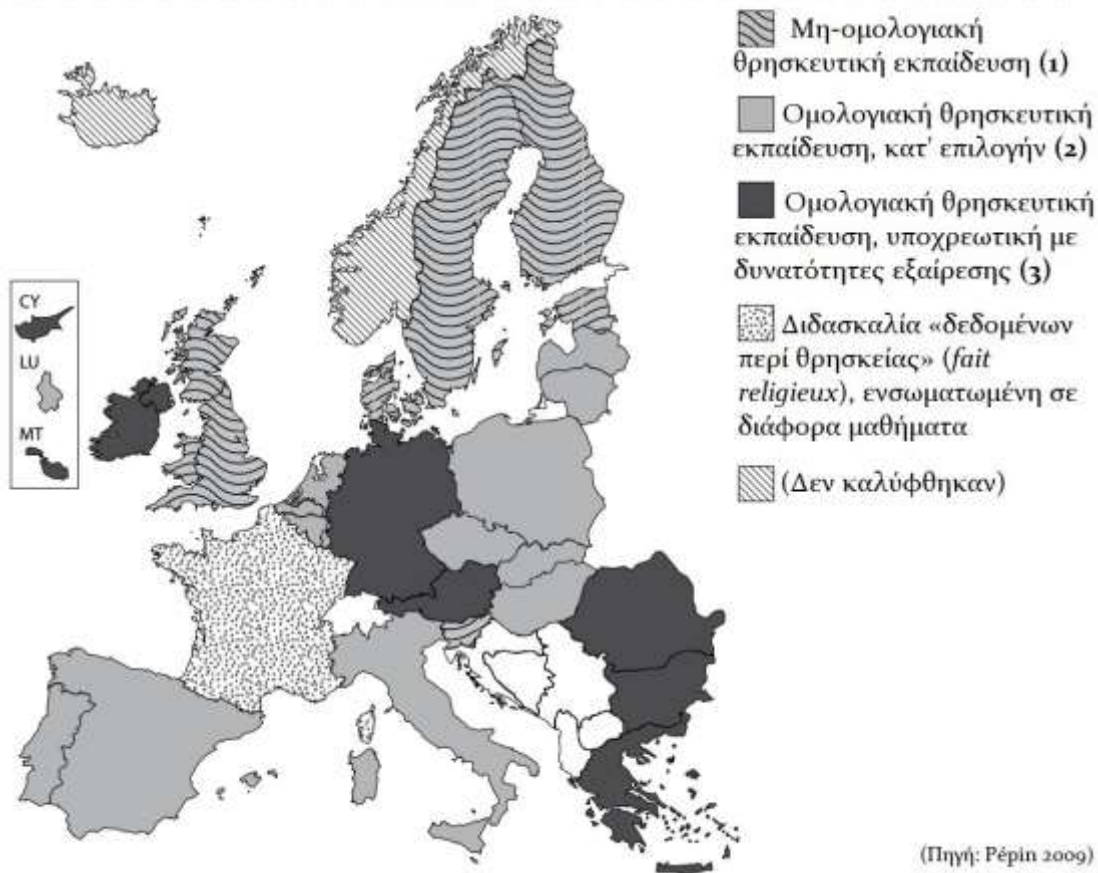 Μη-ομολογιακή
θρησκευτική εκπαίδευση (1)
Ομολογιακή θρησκευτική
εκπαίδευση, κατ' επιλογήν (2)
Ομολογιακή θρησκευτική
εκπαίδευση, υποχρεωτική με
δυνατότητες εξαίρεσης (3)
Διδασκαλία «δεδομένων
περί θρησκείας» (fait
religieux), ενσωματωμένη σε
διάφορα μαθήματα
(Δεν καλύφθηκαν)
CY
LU
MT
(Πηγή: Pépin 2009)